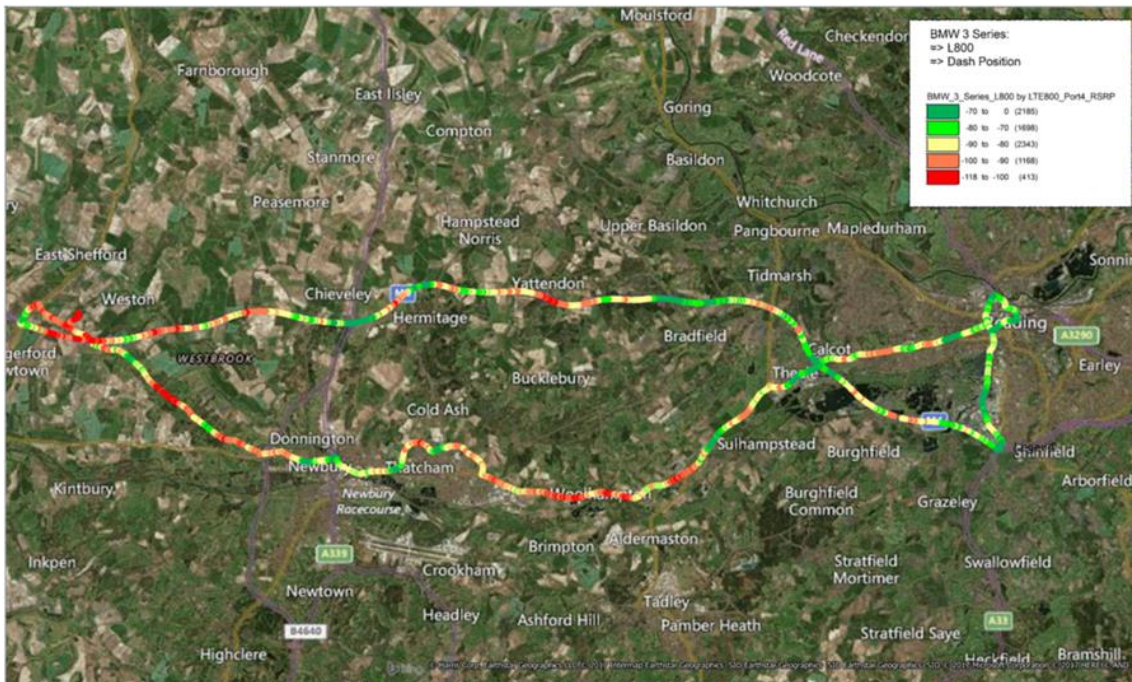 Moulsford
Checkendon
Red Lane
Woodcote
Farnborough
East Ilsley
Goring
Compton
Stanmore
Basildon
Peasemore
Whitchurch
Hampstead
Norris
Upper Basildon
Pangbourne
Mapledurham
East Shefford
Tidmarsh
Sonnin
Weston
Yattendon
Chieveley
Hermitage
Bradfield
A3290
Calcot
Earley
WESTBROOK
Bucklebury
Cold Ash
Donnington
Newbury
Thatcham
Sulhampstead
Burghfield
Shinfield
Kintbury
Newbury
Racecourse
Burghfield
Common
Grazeley
Arborfield
A339
Brimpton
Aldermaston
Inkpen
Crookham
Stratfield
Mortimer
Swallowfield
Newtown
Tadley
Headley
Ashford Hill
Pamber Heath
A33
B4640
Stratfield Saye
Highclere
Heckfield
Bramshill
BMW 3 Series:
=> L800
=> Dash Position
BMW_3_Series_L800 by LTE800_Port4_RSRP
-70 to 0 (2185)
-80 to -70 (1698)
-90 to -80 (2343)
-100 to -90 (1168)
-118 to -100 (413)